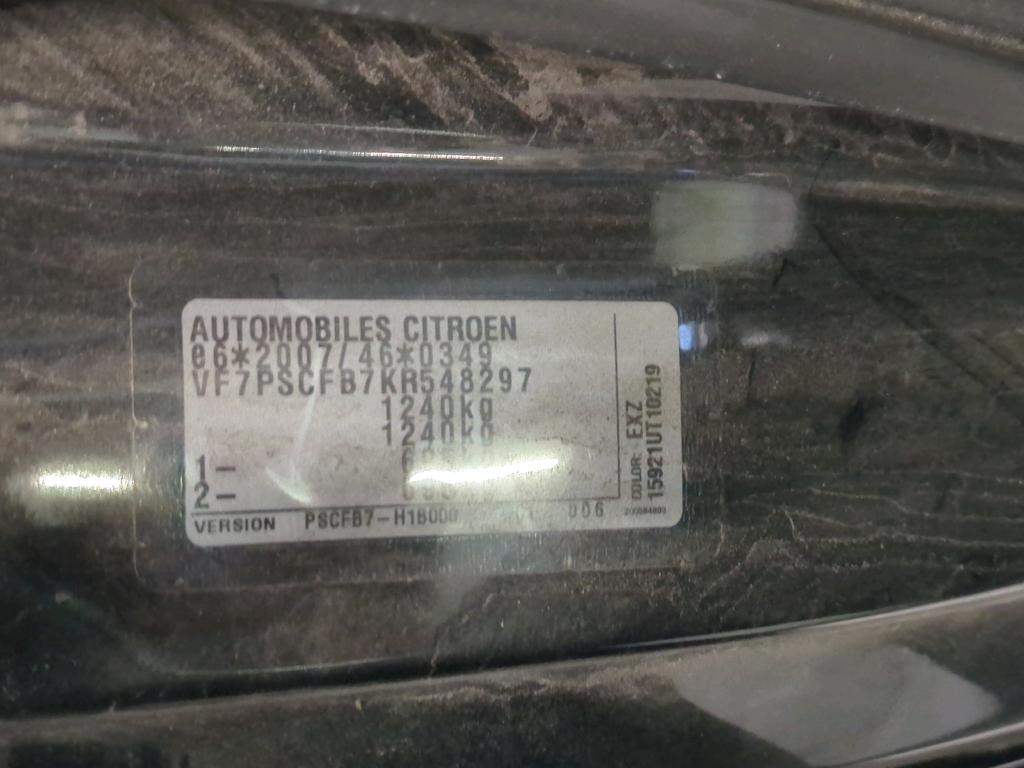 AUTOMOBILES CITROEN
e6*2007/46*0349
VF7PSCFB7KR548297
1240kg
1240kg
1-
2-
VERSION PSCFB7-H1B000 006
COLOR: EXZ
15921UT10219